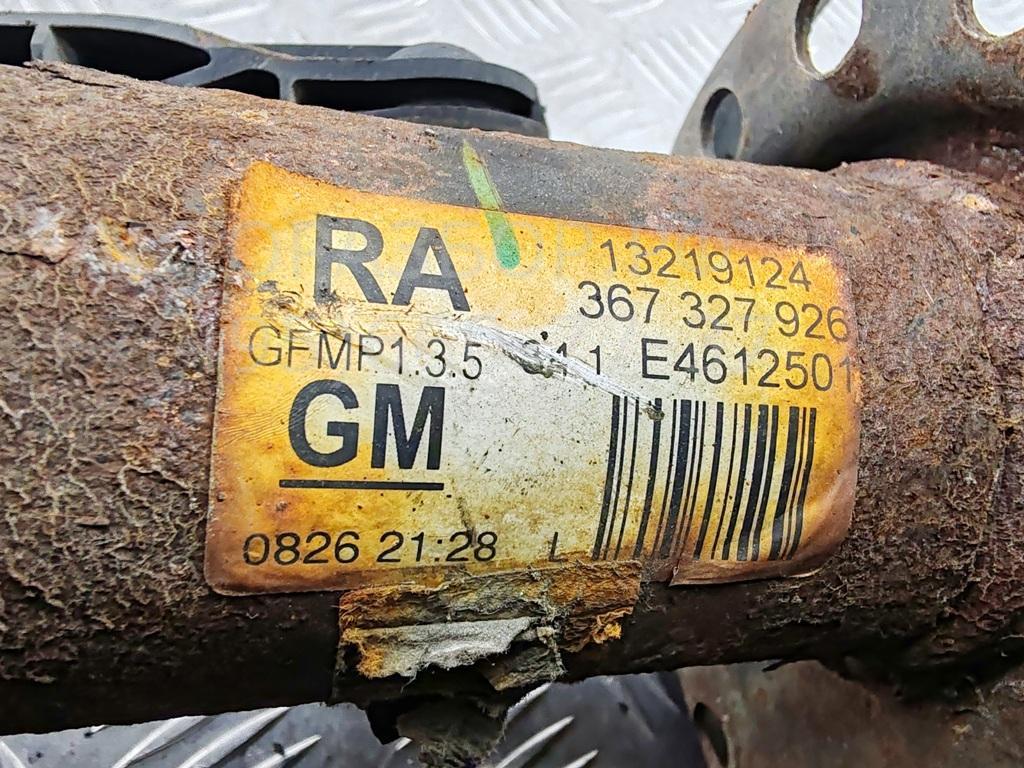 RA
13219124
367 327 926
GFMP1.3.5 E4612501
GM
0826 21:28 L